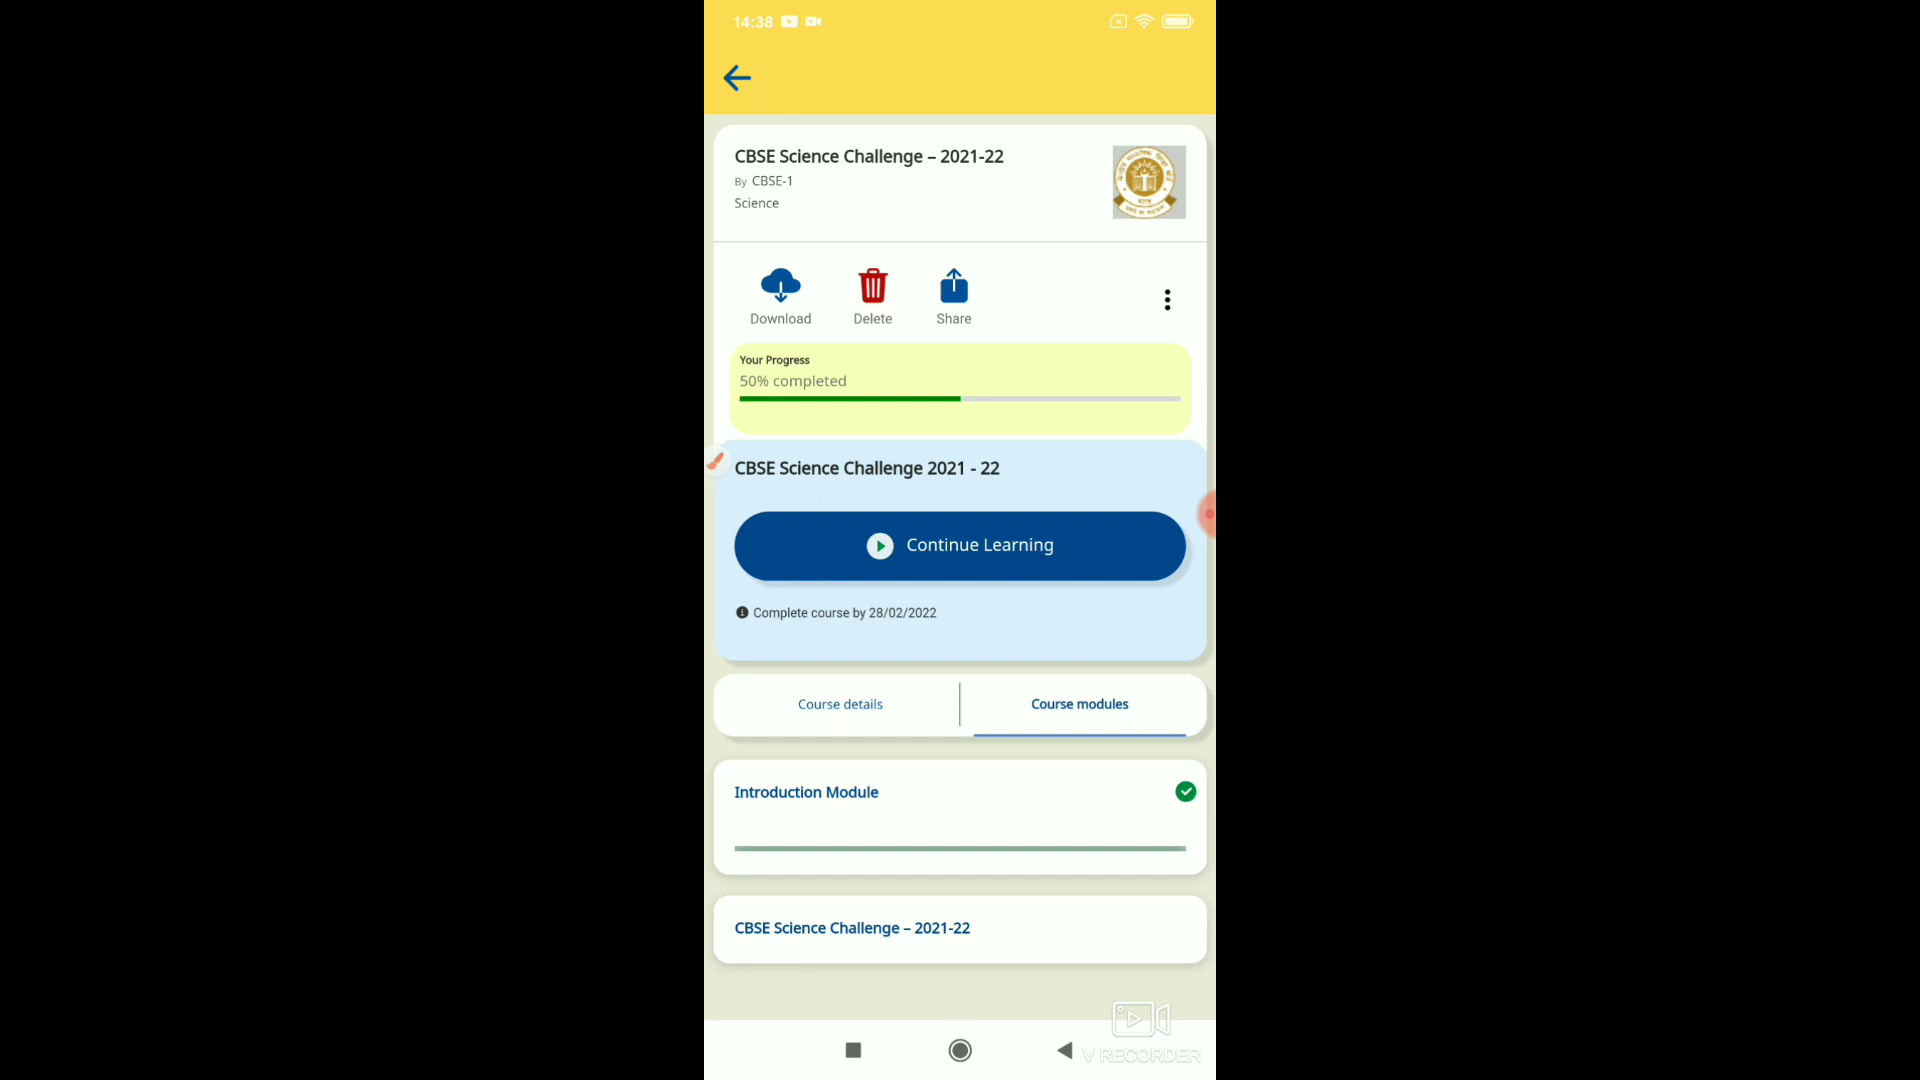 14:38
CBSE Science Challenge – 2021-22
By CBSE-1
Science
Download
Delete
Share
Your Progress
50% completed
CBSE Science Challenge 2021 - 22
Continue Learning
Complete course by 28/02/2022
Course details
Course modules
Introduction Module
CBSE Science Challenge – 2021-22
V RECORDER